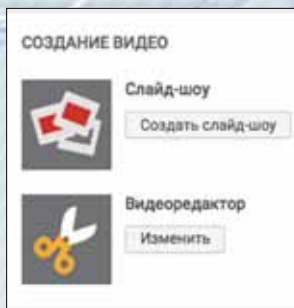 СОЗДАНИЕ ВИДЕО
Слайд-шоу
Создать слайд-шоу
Видеоредактор
Изменить